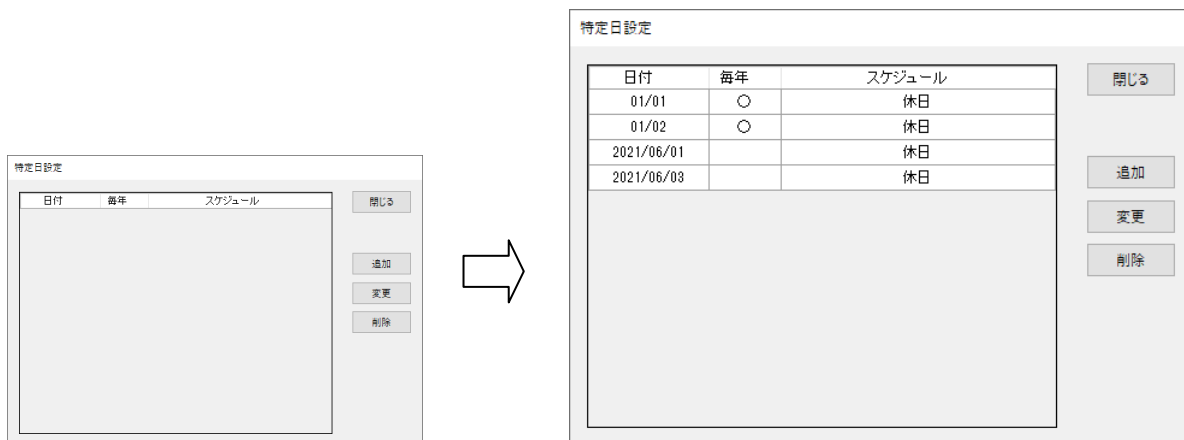 特定日設定
日付 毎年 スケジュール
閉じる
追加
変更
削除
特定日設定
日付 毎年 スケジュール
01/01 ○ 休日
01/02 ○ 休日
2021/06/01 休日
2021/06/03 休日
閉じる
追加
変更
削除